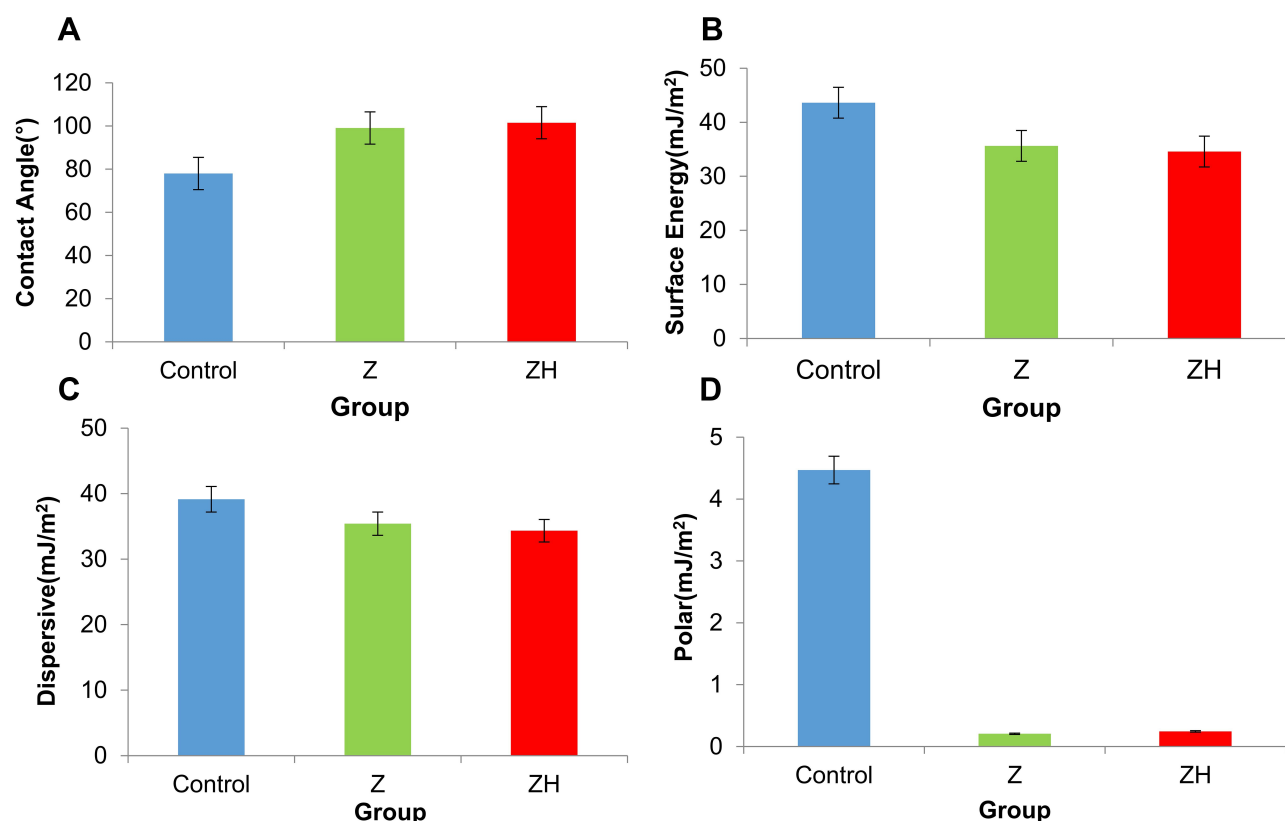 A
Contact Angle(°)
120
100
80
60
40
20
0
Control Z ZH
Group
B
Surface Energy(mJ/m²)
50
40
30
20
10
0
Control Z ZH
Group
C
Dispersive(mJ/m²)
50
40
30
20
10
0
Control Z ZH
Group
D
Polar(mJ/m²)
5
4
3
2
1
0
Control Z ZH
Group